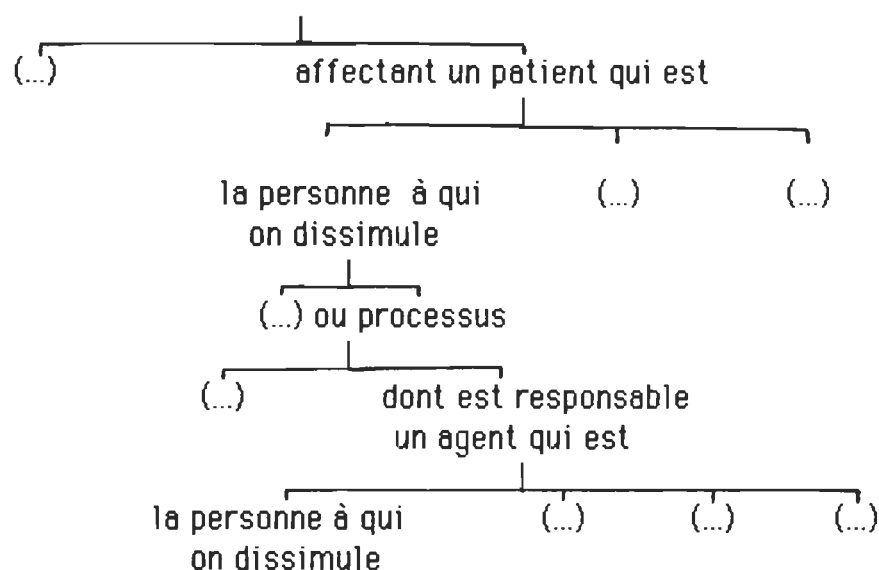 (...) affectant un patient qui est
la personne à qui (...) (...)
on dissimule
(...) ou processus
(...) dont est responsable
un agent qui est
la personne à qui (...) (...) (...)
on dissimule